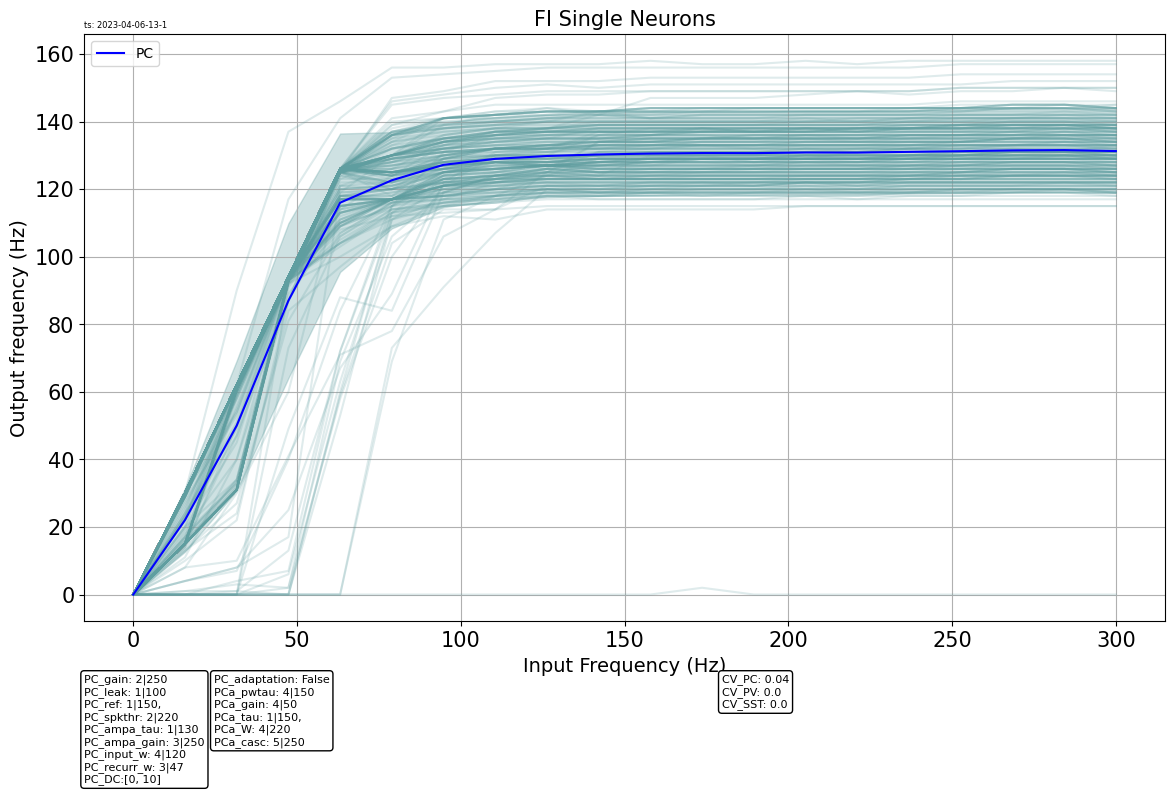 FI Single Neurons
ts: 2023-04-06-13-1
PC
160
140
120
100
80
60
40
20
0
Output frequency (Hz)
0 50 100 150 200 250 300
Input Frequency (Hz)
PC_gain: 2|250
PC_leak: 1|100
PC_ref: 1|150,
PC_spkthr: 2|220
PC_ampa_tau: 1|130
PC_ampa_gain: 3|250
PC_input_w: 4|120
PC_recurr_w: 3|47
PC_DC:[0, 10]
PC_adaptation: False
PCa_pwtau: 4|150
PCa_gain: 4|50
PCa_tau: 1|150,
PCa_W: 4|220
PCa_casc: 5|250
CV_PC: 0.04
CV_PV: 0.0
CV_SST: 0.0